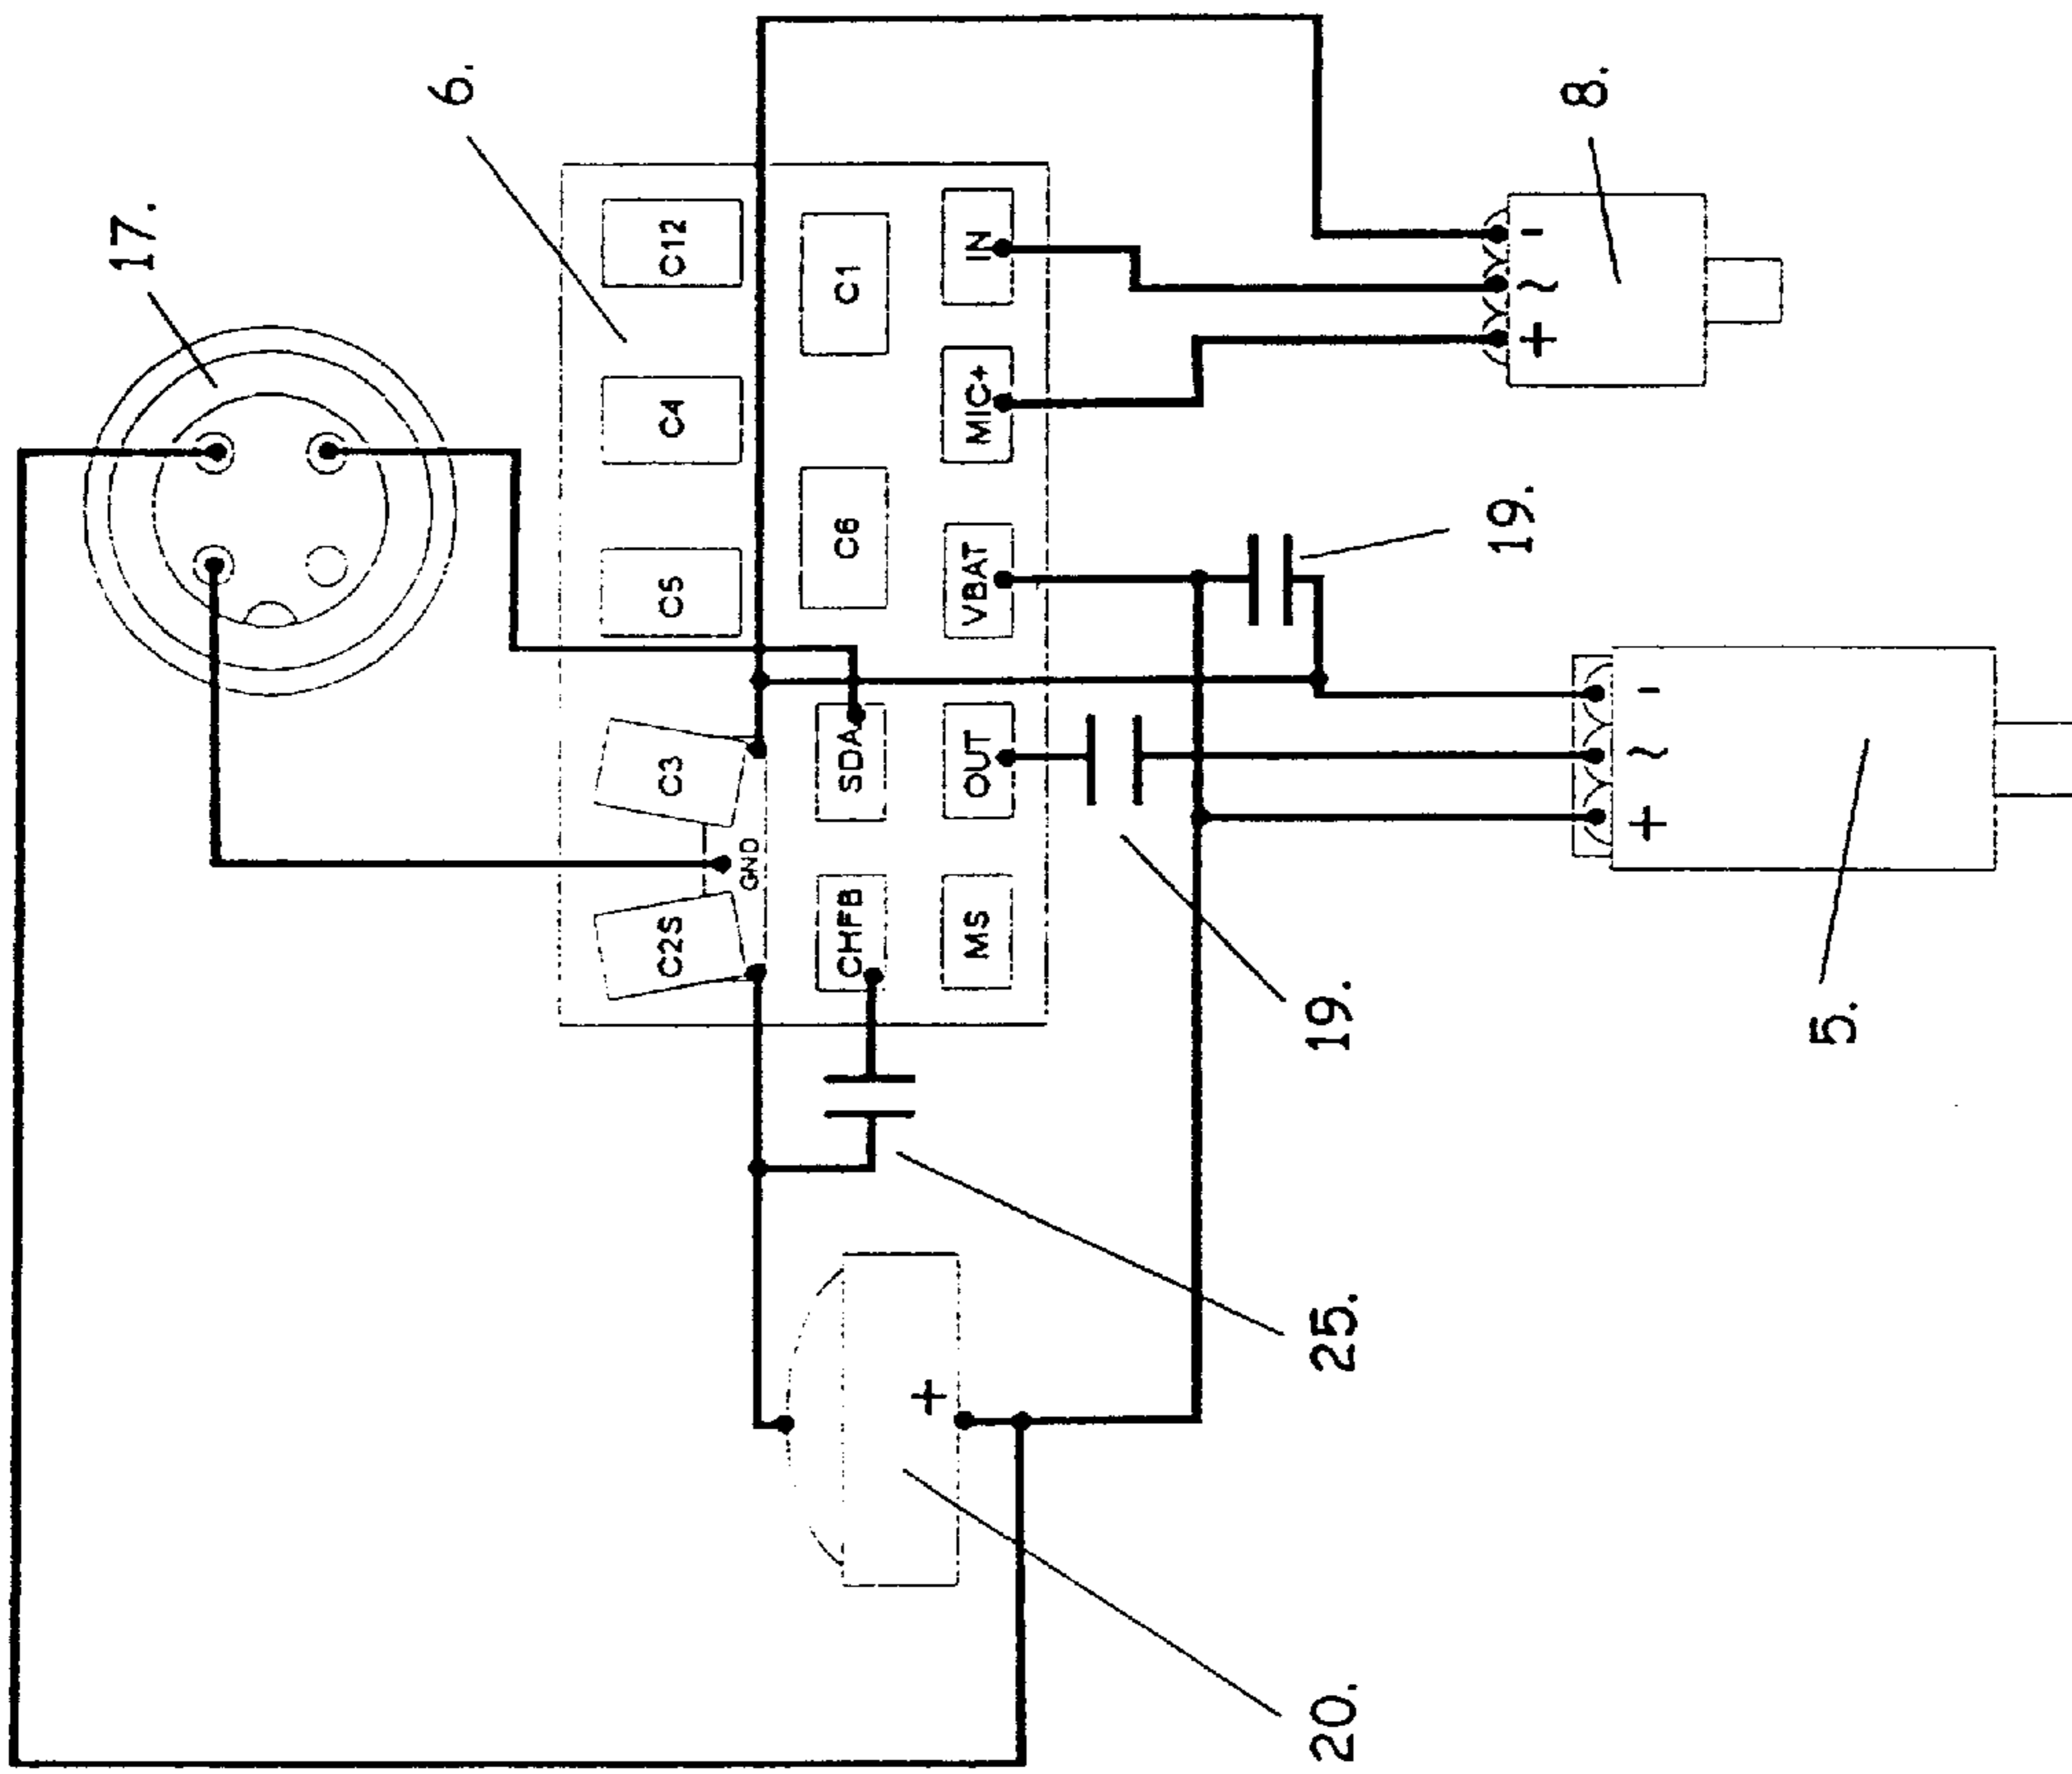 17.
6.
C2S
C3
C5
C4
C12
GND
CHFB
SDA
C6
C1
MS
OUT
VBAT
MIC+
IN
+
20.
25.
19.
19.
+ ~ -
5.
+ ~ -
8.